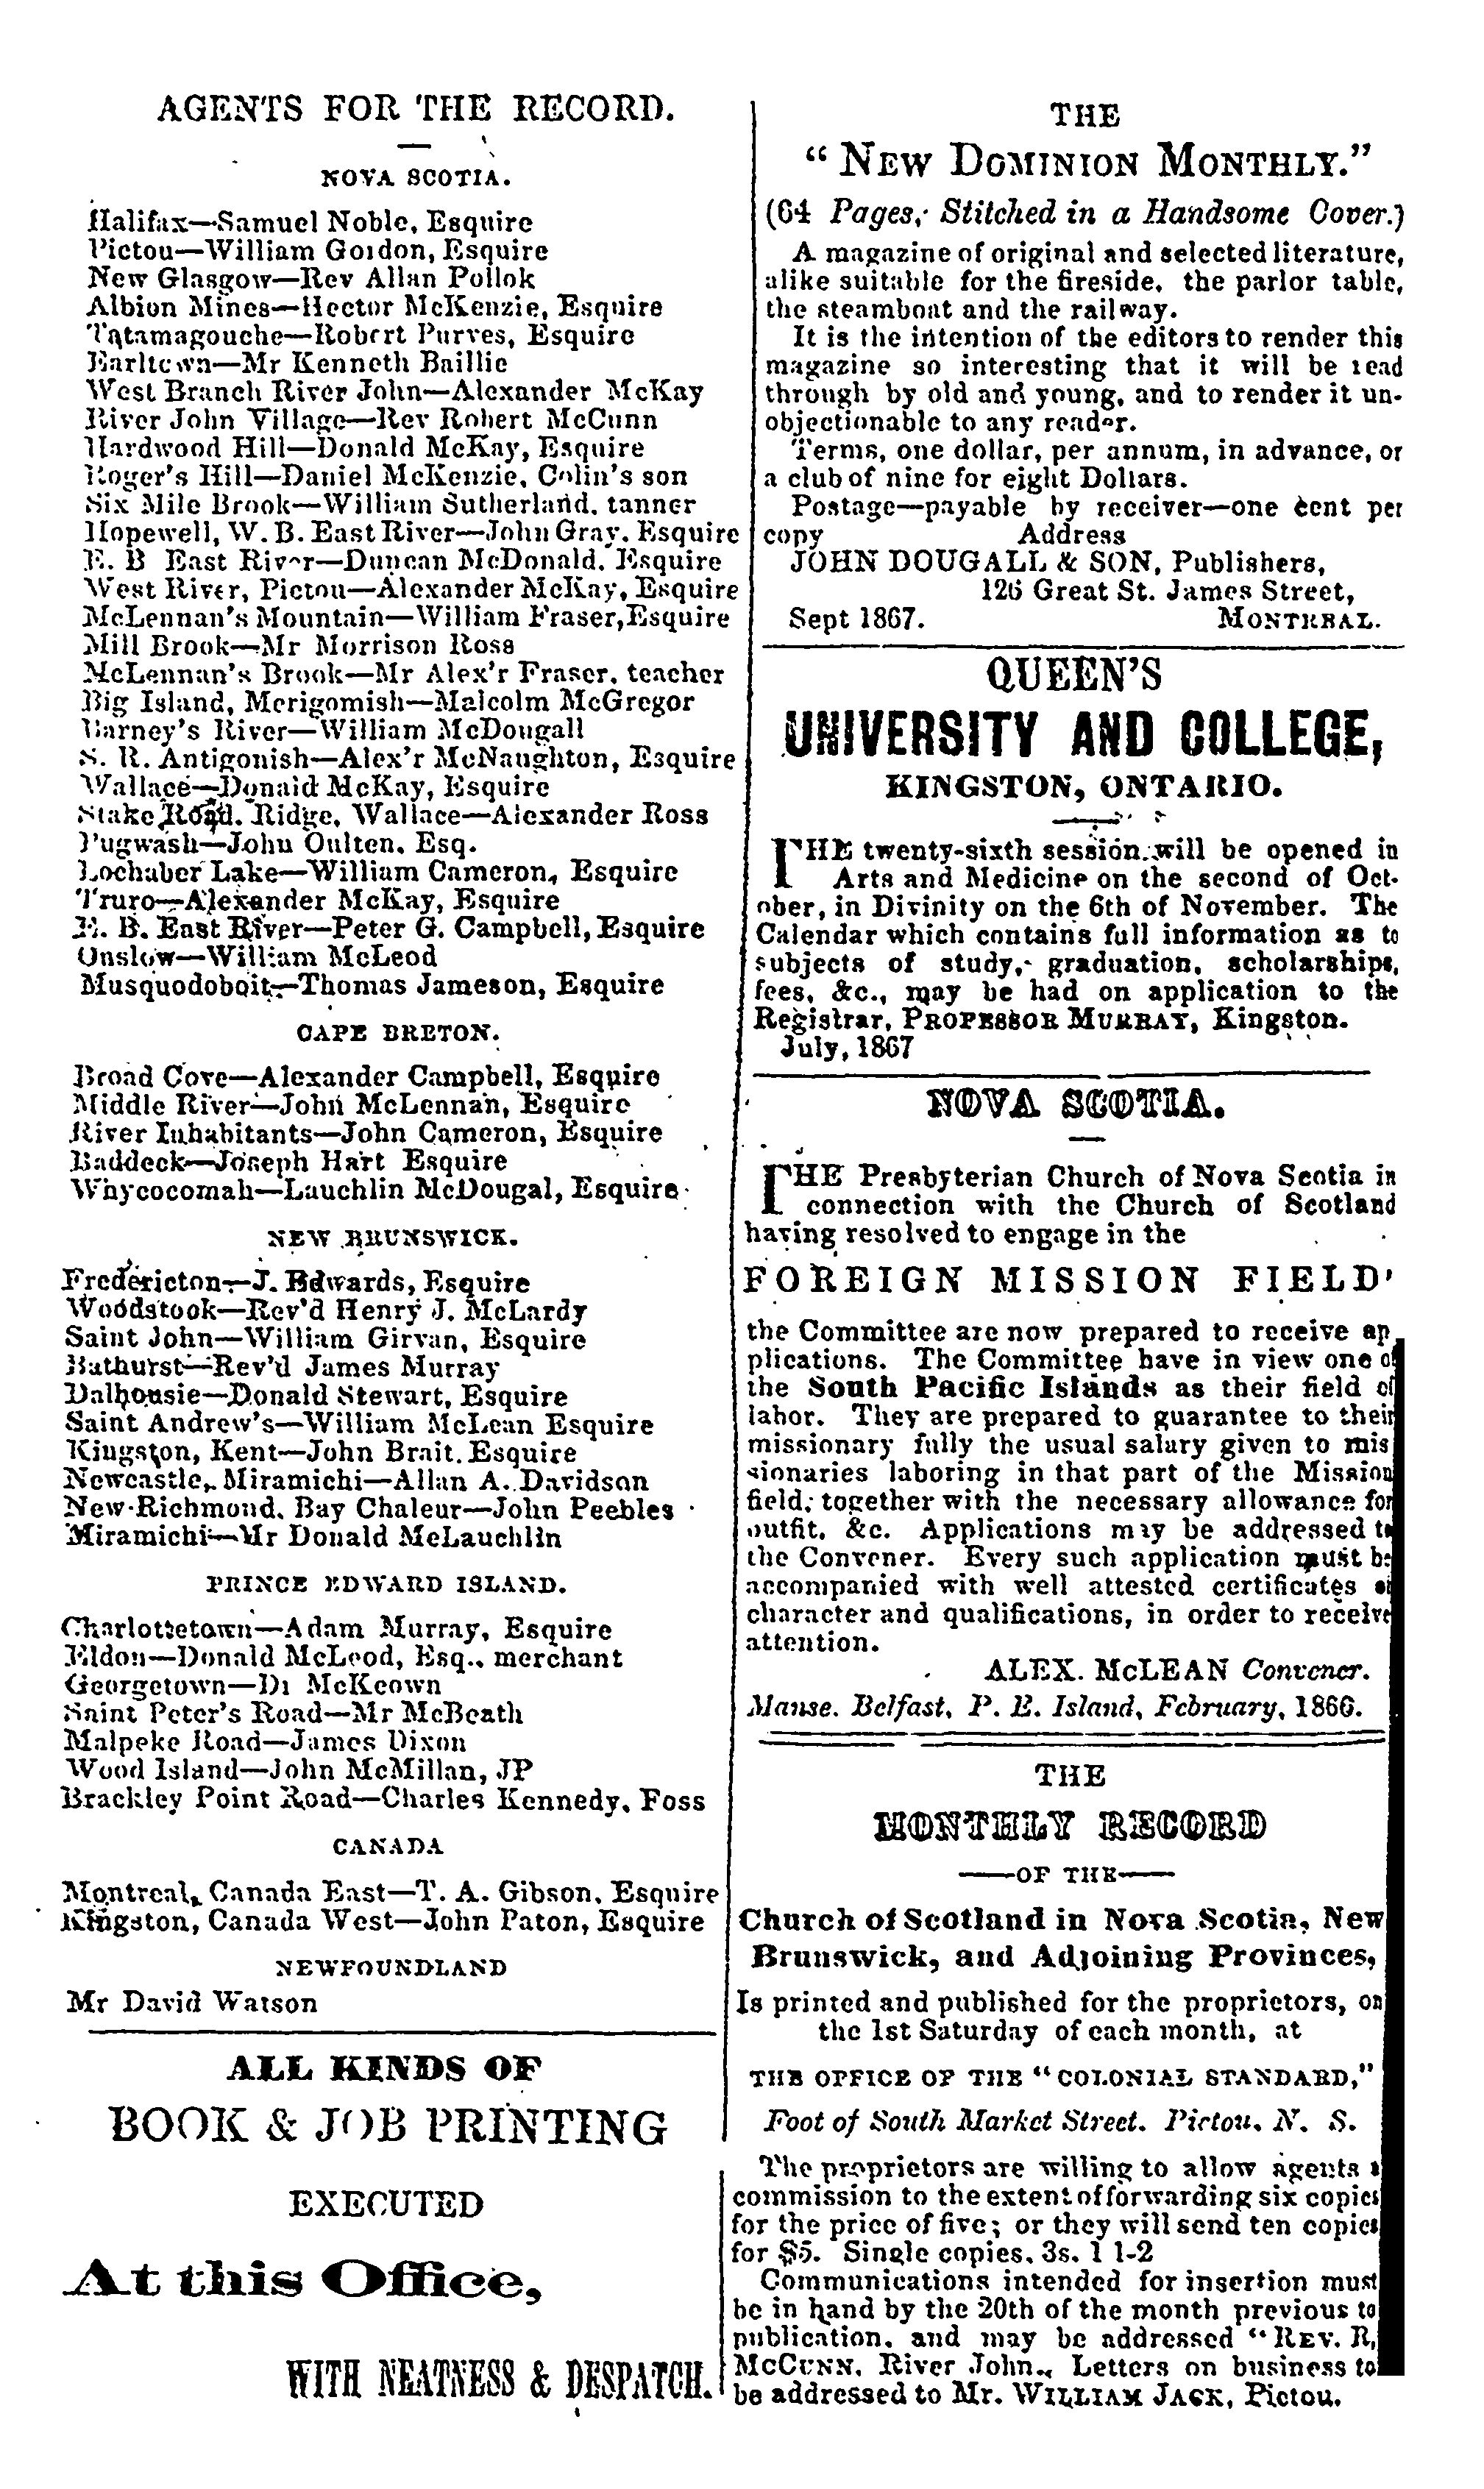 AGENTS FOR THE RECORD.
NOVA SCOTIA.
Halifax—Samuel Noble, Esquire
Pictou—William Gordon, Esquire
New Glasgow—Rev Allan Pollok
Albion Mines—Hector McKenzie, Esquire
Tatamagouche—Robert Purves, Esquire
Earltown—Mr Kenneth Baillie
West Branch River John—Alexander McKay
River John Village—Rev Robert McCunn
Hardwood Hill—Donald McKay, Esquire
Roger's Hill—Daniel McKenzie, Colin's son
Six Mile Brook—William Sutherland. tanner
Hopewell, W. B. East River—John Gray, Esquire
E. B East River—Duncan McDonald. Esquire
West River, Pictou—Alexander McKay, Esquire
McLennan's Mountain—William Fraser, Esquire
Mill Brook—Mr Morrison Ross
McLennan's Brook—Mr Alex'r Fraser. teacher
Big Island, Merigomish—Malcolm McGregor
Barney's River—William McDougall
S. R. Antigonish—Alex'r McNaughton, Esquire
Wallace—Donald McKay, Esquire
Stake Road. Ridge, Wallace—Alexander Ross
Pugwash—John Oulten. Esq.
Lochaber Lake—William Cameron, Esquire
Truro—Alexander McKay, Esquire
E. B. East River—Peter G. Campbell, Esquire
Onslow—William McLeod
Musquodoboit—Thomas Jameson, Esquire
CAPE BRETON.
Broad Cove—Alexander Campbell, Esquire
Middle River—John McLennan, Esquire
River Inhabitants—John Cameron, Esquire
Baddeck—Joseph Hart Esquire
Whycocomah—Lauchlin McDougal, Esquire
NEW BRUNSWICK.
Fredericton—J. Edwards, Esquire
Woodstook—Rev'd Henry J. McLardy
Saint John—William Girvan, Esquire
Bathurst—Rev'd James Murray
Dalhousie—Donald Stewart, Esquire
Saint Andrew's—William McLean Esquire
Kingston, Kent—John Brait. Esquire
Newcastle, Miramichi—Allan A. Davidson
New Richmond. Bay Chaleur—John Peebles
Miramichi—Mr Donald McLauchlin
PRINCE EDWARD ISLAND.
Charlottetown—Adam Murray, Esquire
Eldon—Donald McLeod, Esq., merchant
Georgetown—Dr McKeown
Saint Peter's Road—Mr McBeath
Malpeke Road—James Dixon
Wood Island—John McMillan, JP
Brackley Point Road—Charles Kennedy, Foss
CANADA
Montreal, Canada East—T. A. Gibson, Esquire
Kingston, Canada West—John Paton, Esquire
NEWFOUNDLAND
Mr David Watson
ALL KINDS OF
BOOK & JOB PRINTING
EXECUTED
At this Office,
WITH NEATNESS & DESPATCH.
THE
"NEW DOMINION MONTHLY."
(64 Pages, Stitched in a Handsome Cover.)
A magazine of original and selected literature,
alike suitable for the fireside, the parlor table,
the steamboat and the railway.
It is the intention of the editors to render this
magazine so interesting that it will be read
through by old and young, and to render it un-
objectionable to any reader.
Terms, one dollar, per annum, in advance, or
a club of nine for eight Dollars.
Postage—payable by receiver—one cent per
copy Address
JOHN DOUGALL & SON, Publishers,
126 Great St. James Street,
Sept 1867. MONTREAL.
QUEEN'S
UNIVERSITY AND COLLEGE,
KINGSTON, ONTARIO.
THE twenty-sixth session will be opened in
Arts and Medicine on the second of Oct-
ober, in Divinity on the 6th of November. The
Calendar which contains full information as to
subjects of study, graduation, scholarships,
fees, &c., may be had on application to the
Registrar, PROFESSOR MURRAY, Kingston.
July, 1867
NOVA SCOTIA.
THE Presbyterian Church of Nova Scotia in
connection with the Church of Scotland
having resolved to engage in the
FOREIGN MISSION FIELD'
the Committee are now prepared to receive ap
plications. The Committee have in view one of
the South Pacific Islands as their field of
labor. They are prepared to guarantee to their
missionary fully the usual salary given to mis
sionaries laboring in that part of the Mission
field; together with the necessary allowance for
outfit, &c. Applications may be addressed to
the Convener. Every such application must be
accompanied with well attested certificates of
character and qualifications, in order to receive
attention.
ALEX. McLEAN Convener.
Manse. Belfast, P. E. Island, February, 1866.
THE
MONTHLY RECORD
—OF THE—
Church of Scotland in Nova Scotia, New
Brunswick, and Adjoining Provinces,
Is printed and published for the proprietors, on
the 1st Saturday of each month, at
THE OFFICE OF THE "COLONIAL STANDARD,"
Foot of South Market Street. Pictou. N. S.
The proprietors are willing to allow agents a
commission to the extent of forwarding six copies
for the price of five; or they will send ten copies
for $5. Single copies, 3s. 1 1-2
Communications intended for insertion must
be in hand by the 20th of the month previous to
publication. and may be addressed "REV. R,
McCUNN. River John., Letters on business to
be addressed to Mr. WILLIAM JACK, Pictou.